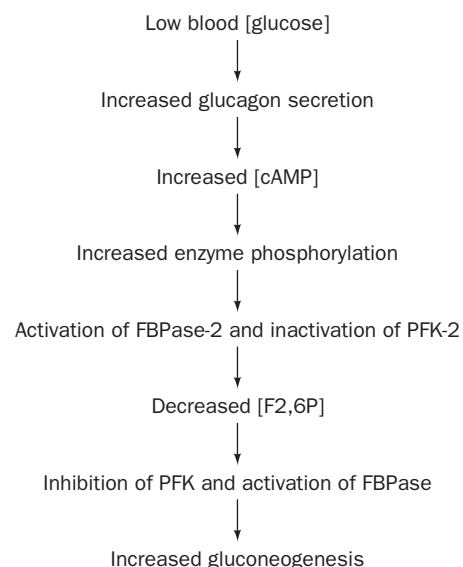 Low blood [glucose]
Increased glucagon secretion
Increased [cAMP]
Increased enzyme phosphorylation
Activation of FBPase-2 and inactivation of PFK-2
Decreased [F2,6P]
Inhibition of PFK and activation of FBPase
Increased gluconeogenesis